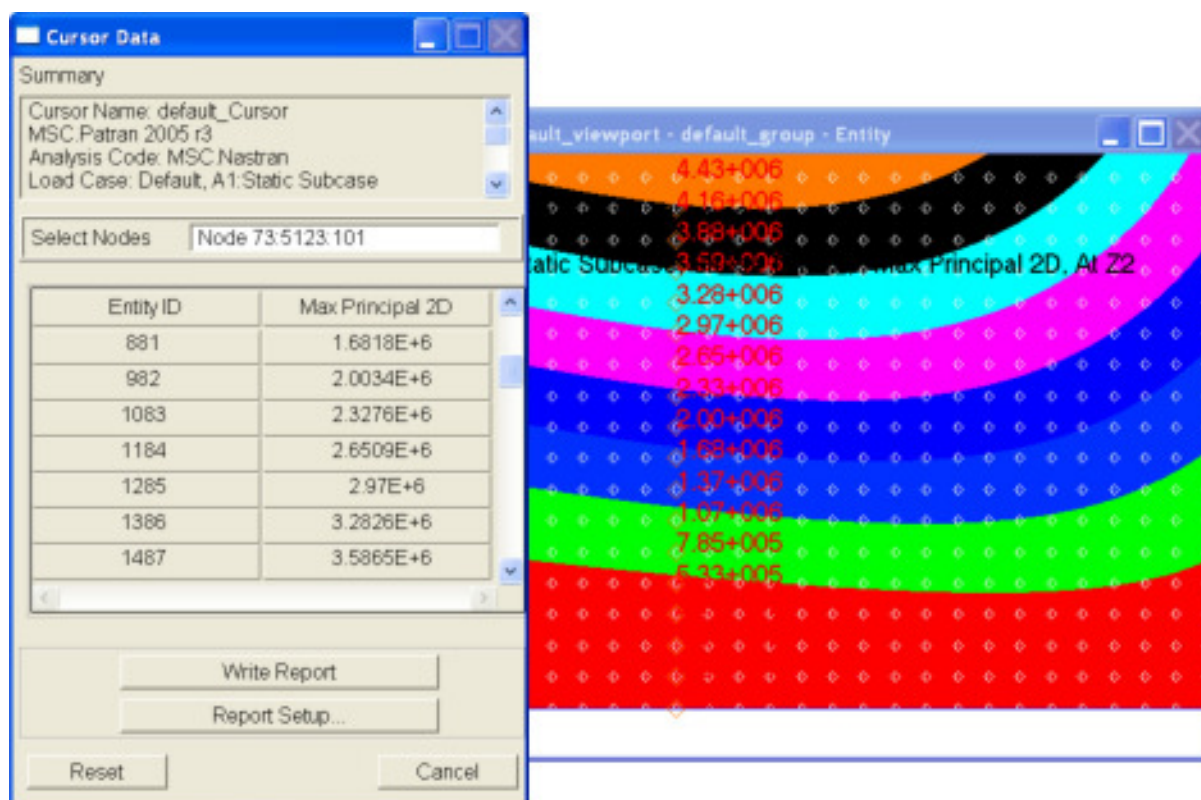 Cursor Data
Summary
Cursor Name: default_Cursor
MSC.Patran 2005 r3
Analysis Code: MSC.Nastran
Load Case: Default, A1:Static Subcase
Select Nodes Node 73:5123:101
Entity ID Max Principal 2D
881 1.6818E+6
982 2.0034E+6
1083 2.3276E+6
1184 2.6509E+6
1285 2.97E+6
1386 3.2826E+6
1487 3.5865E+6
Write Report
Report Setup...
Reset Cancel
ault_viewport - default_group - Entity
4.43+006
4.16+006
3.88+006
3.59+006
tatic Subcase Max Principal 2D, At Z2
3.28+006
2.97+006
2.65+006
2.33+006
2.00+006
1.68+006
1.37+006
1.07+006
7.85+005
5.33+005